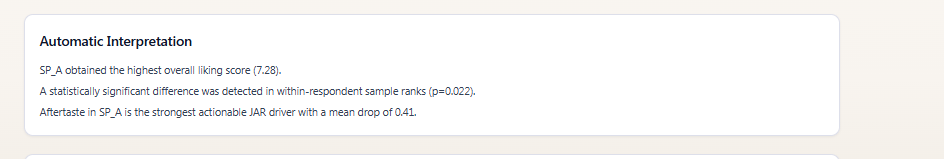 Automatic Interpretation
SP_A obtained the highest overall liking score (7.28).
A statistically significant difference was detected in within-respondent sample ranks (p=0.022).
Aftertaste in SP_A is the strongest actionable JAR driver with a mean drop of 0.41.